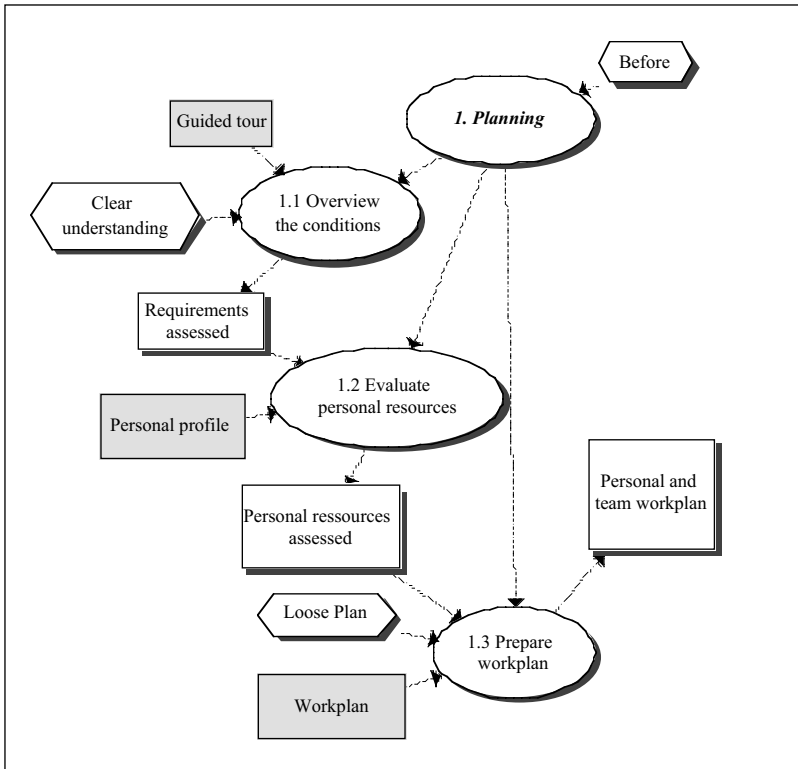 Before
1. Planning
Guided tour
1.1 Overview
the conditions
Clear
understanding
Requirements
assessed
1.2 Evaluate
personal resources
Personal profile
Personal and
team workplan
Personal ressources
assessed
Loose Plan
1.3 Prepare
workplan
Workplan